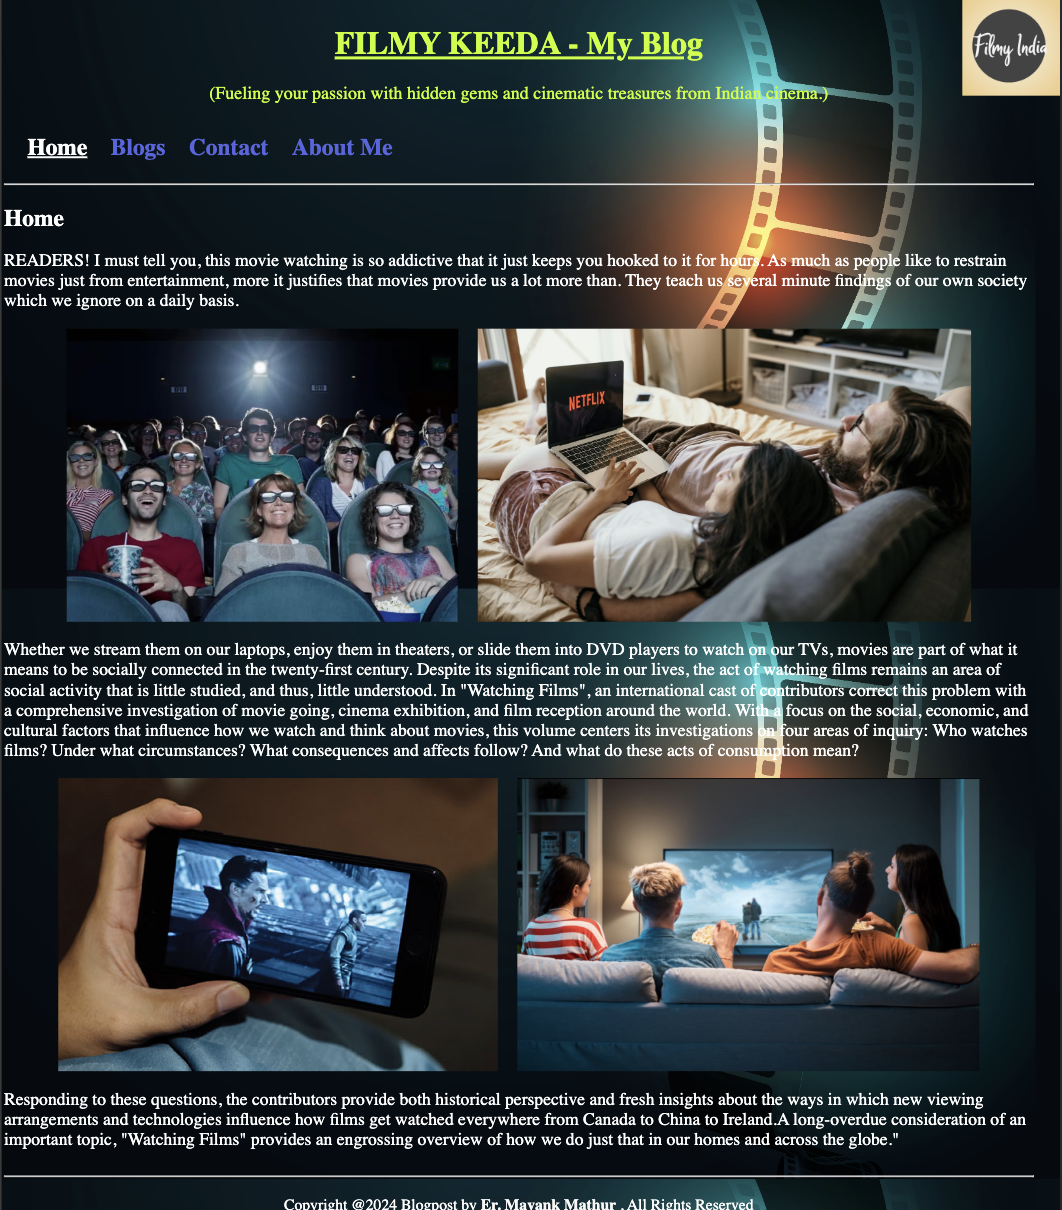 FILMY KEEDA - My Blog
Filmy India
(Fueling your passion with hidden gems and cinematic treasures from Indian cinema.)
Home Blogs Contact About Me
Home
READERS! I must tell you, this movie watching is so addictive that it just keeps you hooked to it for hours. As much as people like to restrain
movies just from entertainment, more it justifies that movies provide us a lot more than. They teach us several minute findings of our own society
which we ignore on a daily basis.
NETFLIX
Whether we stream them on our laptops, enjoy them in theaters, or slide them into DVD players to watch on our TVs, movies are part of what it
means to be socially connected in the twenty-first century. Despite its significant role in our lives, the act of watching films remains an area of
social activity that is little studied, and thus, little understood. In "Watching Films", an international cast of contributors correct this problem with
a comprehensive investigation of movie going, cinema exhibition, and film reception around the world. With a focus on the social, economic, and
cultural factors that influence how we watch and think about movies, this volume centers its investigations on four areas of inquiry: Who watches
films? Under what circumstances? What consequences and affects follow? And what do these acts of consumption mean?
Responding to these questions, the contributors provide both historical perspective and fresh insights about the ways in which new viewing
arrangements and technologies influence how films get watched everywhere from Canada to China to Ireland.A long-overdue consideration of an
important topic, "Watching Films" provides an engrossing overview of how we do just that in our homes and across the globe."
Copyright @2024 Blogpost by Er. Mayank Mathur , All Rights Reserved